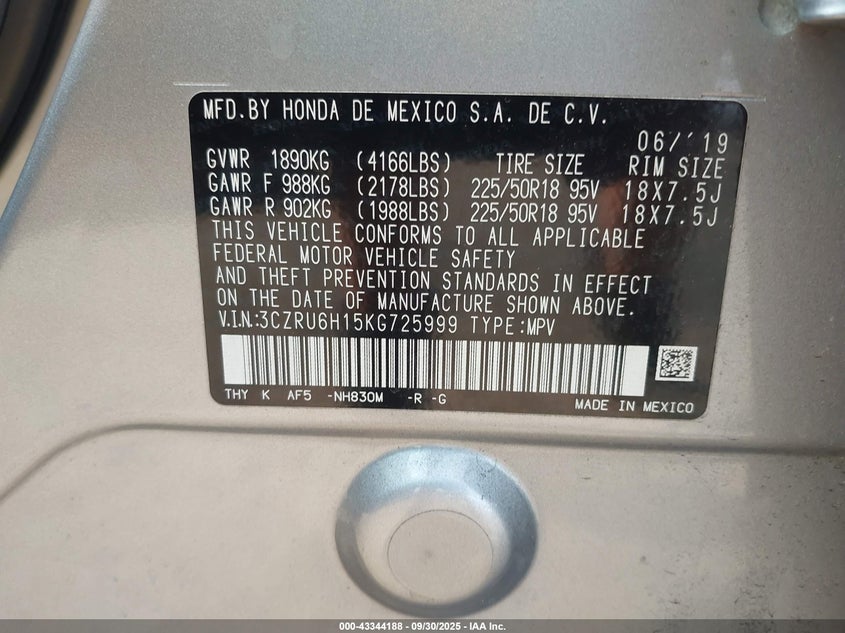 MFD.BY HONDA DE MEXICO S.A. DE C.V.
06/'19
GVWR 1890KG (4166LBS) TIRE SIZE RIM SIZE
GAWR F 988KG (2178LBS) 225/50R18 95V 18X7.5J
GAWR R 902KG (1988LBS) 225/50R18 95V 18X7.5J
THIS VEHICLE CONFORMS TO ALL APPLICABLE
FEDERAL MOTOR VEHICLE SAFETY
AND THEFT PREVENTION STANDARDS IN EFFECT
ON THE DATE OF MANUFACTURE SHOWN ABOVE.
V.I.N.:3CZRU6H15KG725999 TYPE:MPV
THY K AF5 -NH830M -R -G
MADE IN MEXICO
000-43344188 - 09/30/2025 - IAA Inc.